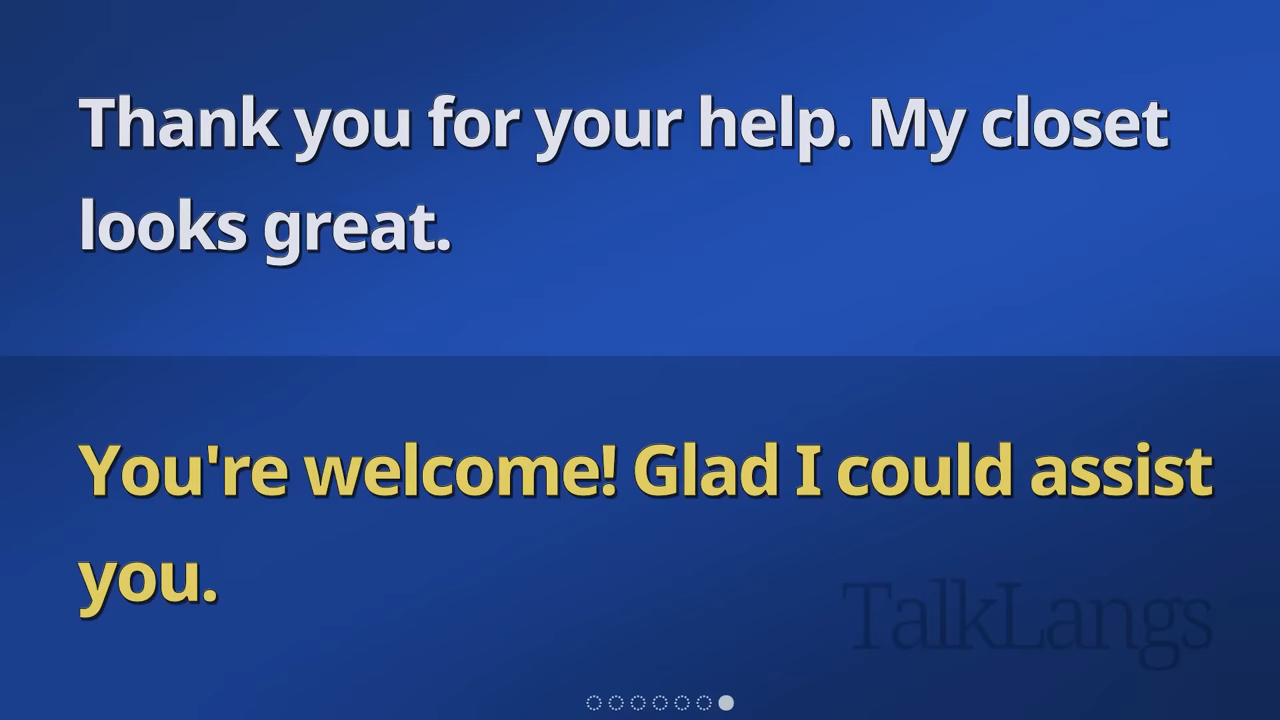 Thank you for your help. My closet
looks great.
You're welcome! Glad I could assist
you.
TalkLangs